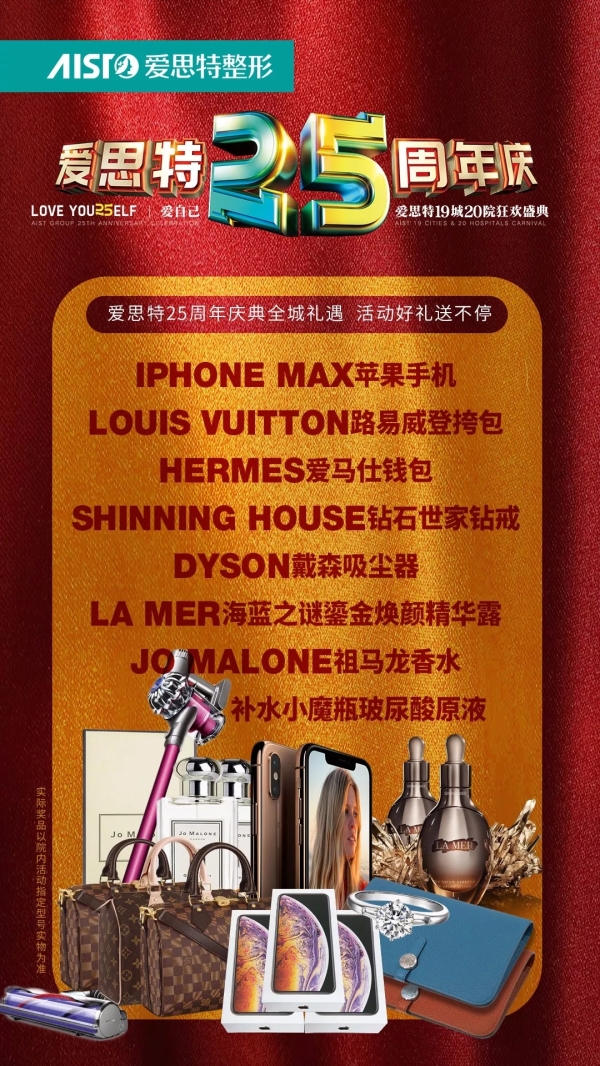 AIST 爱思特整形
爱思特25周年庆
LOVE YOU25ELF | 爱自己
爱思特19城20院狂欢盛典
AIST GROUP 25TH ANNIVERSARY CELEBRATION
AIST 19 CITIES & 20 HOSPITALS CARNIVAL
爱思特25周年庆典全城礼遇 活动好礼送不停
IPHONE MAX苹果手机
LOUIS VUITTON路易威登挎包
HERMES爱马仕钱包
SHINNING HOUSE钻石世家钻戒
DYSON戴森吸尘器
LA MER海蓝之谜鎏金焕颜精华露
JO MALONE祖马龙香水
补水小魔瓶玻尿酸原液
实际奖品以院内活动指定型号实物为准
JO MALONE
JO MALONE
LA MER